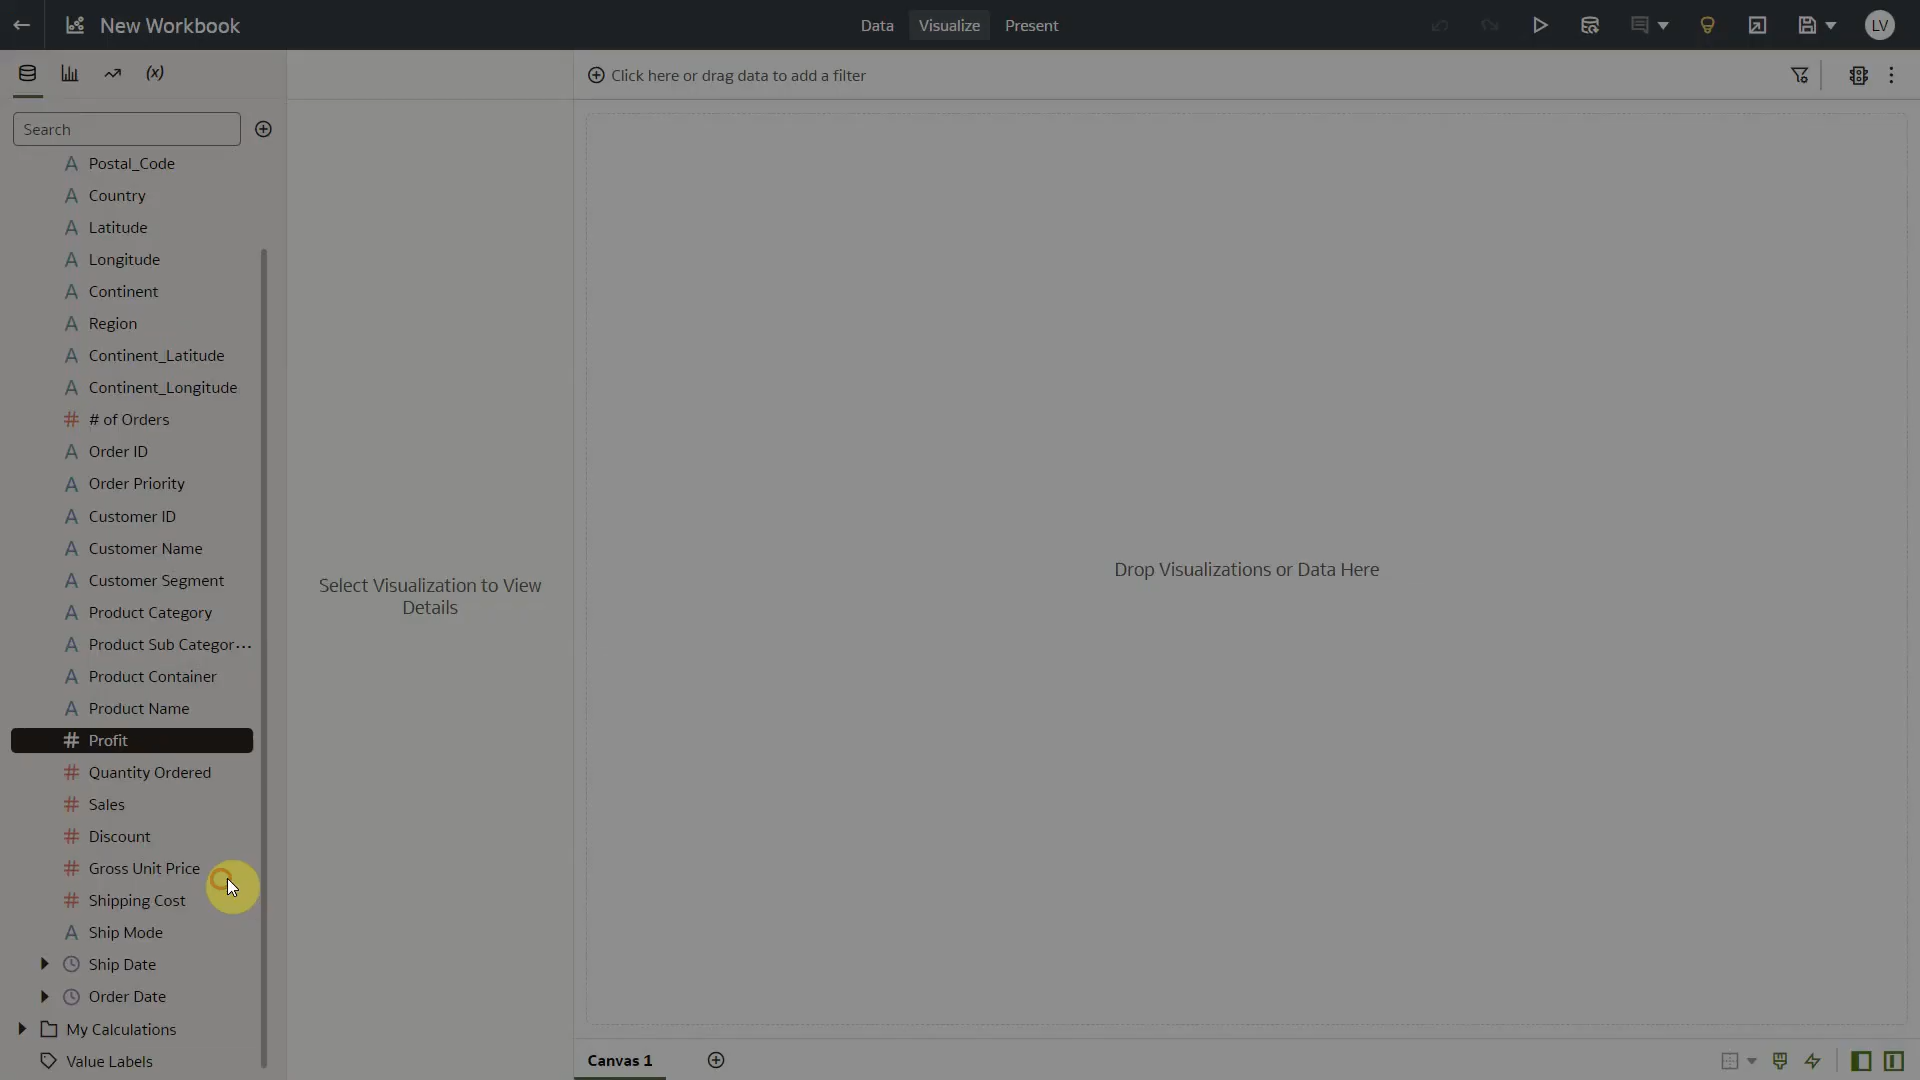 New Workbook
Data
Visualize
Present
LV
(x)
Click here or drag data to add a filter
Search
A Postal_Code
A Country
A Latitude
A Longitude
A Continent
A Region
A Continent_Latitude
A Continent_Longitude
# # of Orders
A Order ID
A Order Priority
A Customer ID
A Customer Name
A Customer Segment
A Product Category
A Product Sub Categor...
A Product Container
A Product Name
# Profit
# Quantity Ordered
# Sales
# Discount
# Gross Unit Price
# Shipping Cost
A Ship Mode
Ship Date
Order Date
My Calculations
Value Labels
Select Visualization to View
Details
Drop Visualizations or Data Here
Canvas 1